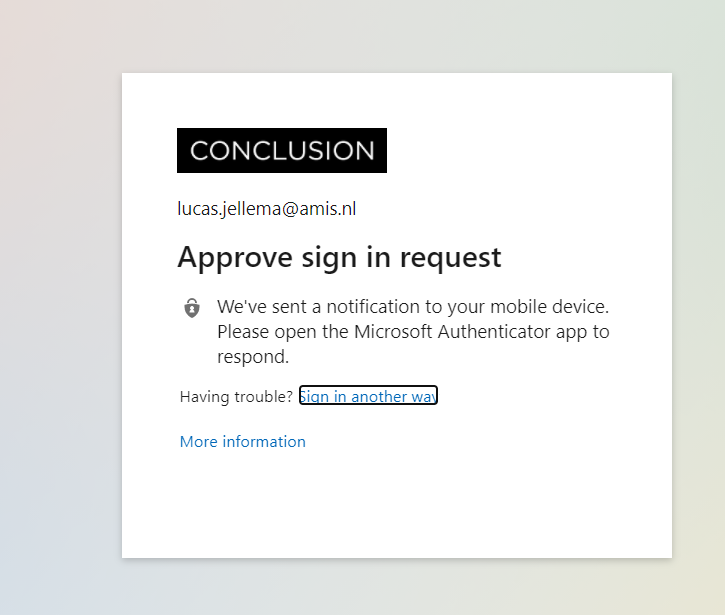 CONCLUSION
lucas.jellema@amis.nl
Approve sign in request
We've sent a notification to your mobile device.
Please open the Microsoft Authenticator app to
respond.
Having trouble? Sign in another way
More information